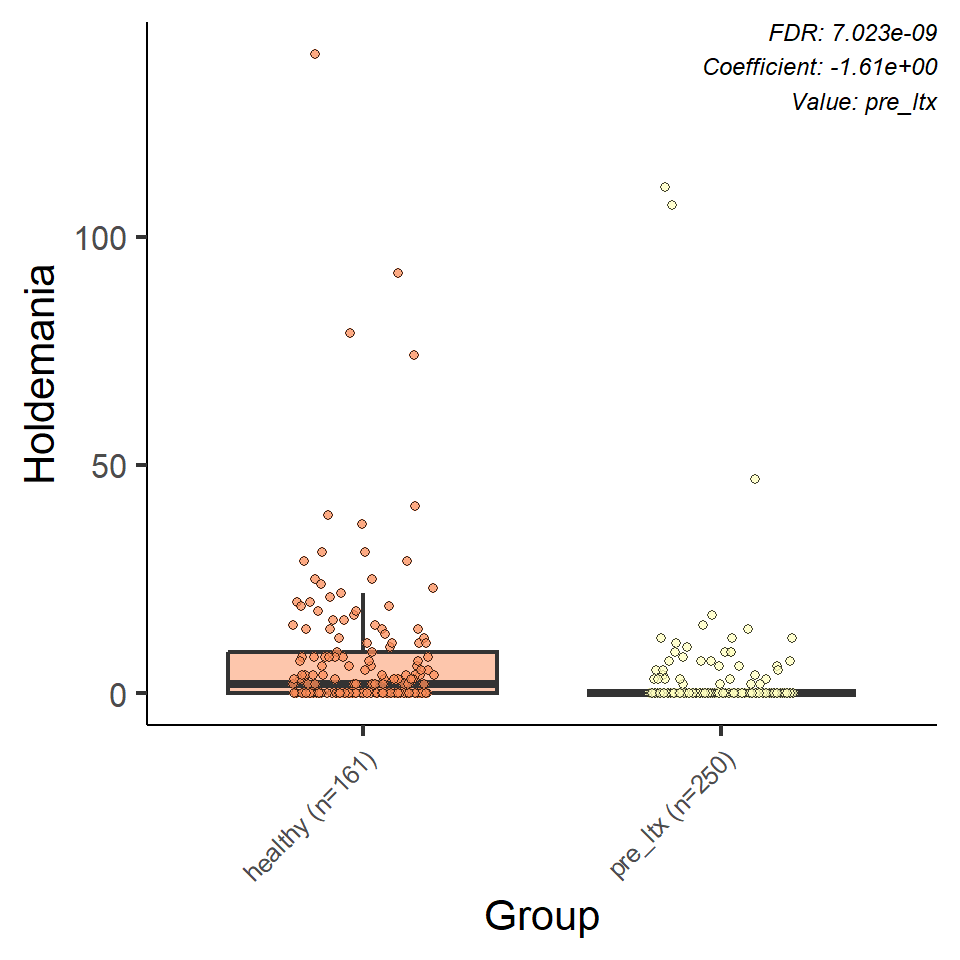 FDR: 7.023e-09
Coefficient: -1.61e+00
Value: pre_ltx
Holdemania
100
50
0
healthy (n=161)
pre_ltx (n=250)
Group